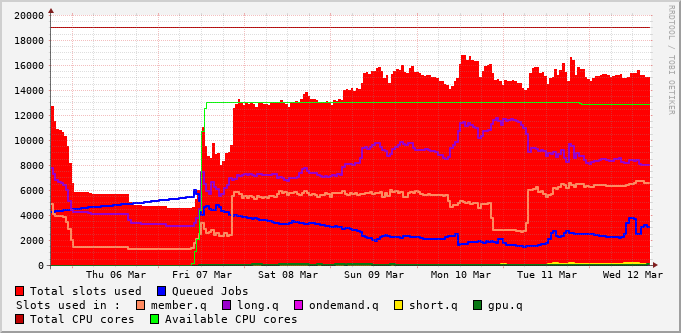 RRDTOOL / TOBI OETIKER
20000
18000
16000
14000
12000
10000
8000
6000
4000
2000
0
Thu 06 Mar Fri 07 Mar Sat 08 Mar Sun 09 Mar Mon 10 Mar Tue 11 Mar Wed 12 Mar
Total slots used Queued Jobs
Slots used in : member.q long.q ondemand.q short.q gpu.q
Total CPU cores Available CPU cores